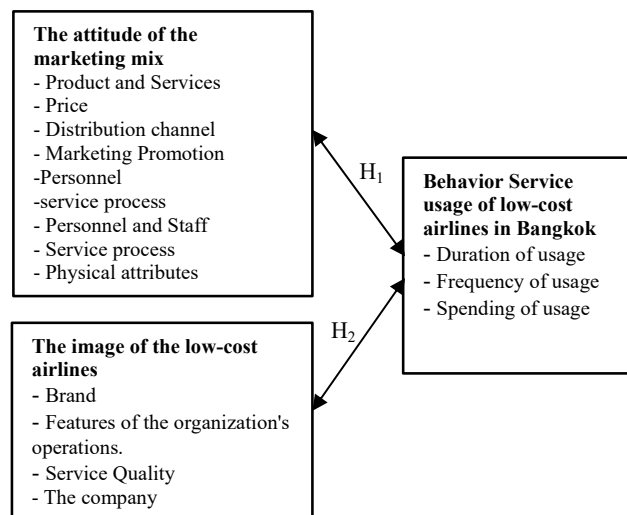 The attitude of the
marketing mix
- Product and Services
- Price
- Distribution channel
- Marketing Promotion
-Personnel
-service process
- Personnel and Staff
- Service process
- Physical attributes
H₁
Behavior Service
usage of low-cost
airlines in Bangkok
- Duration of usage
- Frequency of usage
- Spending of usage
H₂
The image of the low-cost
airlines
- Brand
- Features of the organization's
operations.
- Service Quality
- The company